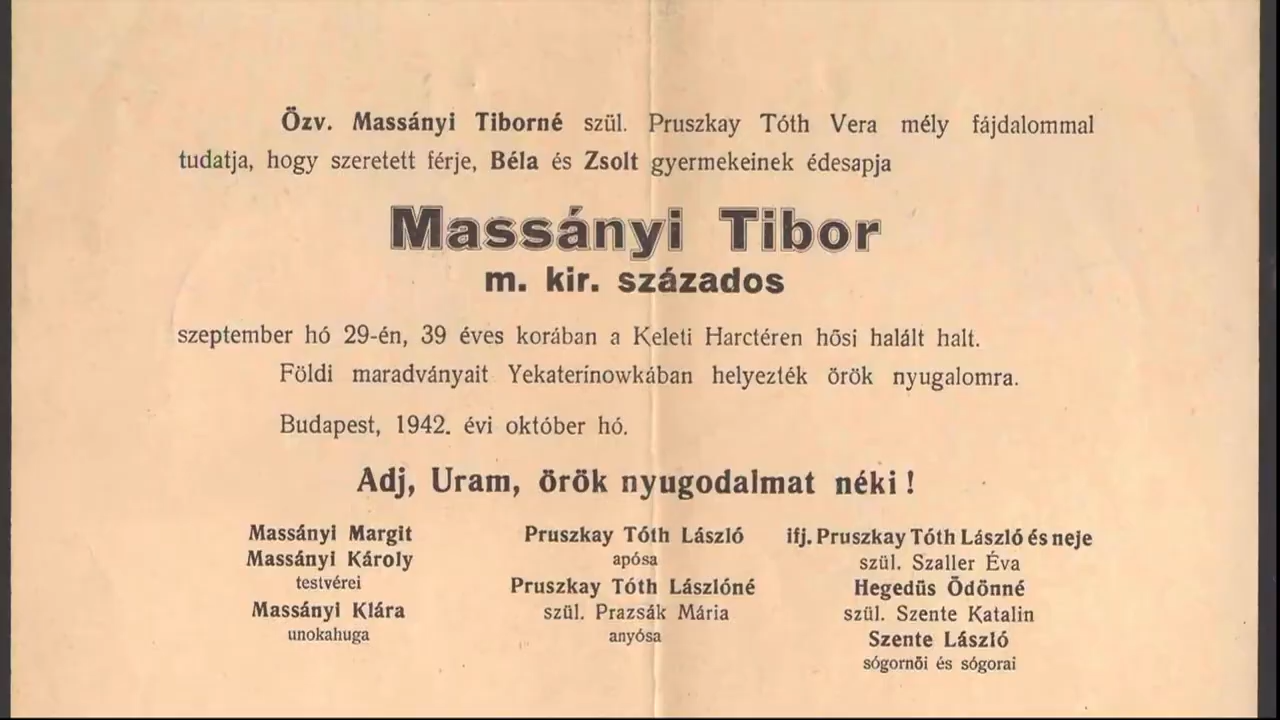 Özv. Massányi Tiborné szül. Pruszkay Tóth Vera mély fájdalommal
tudatja, hogy szeretett férje, Béla és Zsolt gyermekeinek édesapja
Massányi Tibor
m. kir. százados
szeptember hó 29-én, 39 éves korában a Keleti Harctéren hősi halált halt.
Földi maradványait Yekaterinowkában helyezték örök nyugalomra.
Budapest, 1942. évi október hó.
Adj, Uram, örök nyugodalmat néki!
Massányi Margit
Massányi Károly
testvérei
Massányi Klára
unokahuga
Pruszkay Tóth László
apósa
Pruszkay Tóth Lászlóné
szül. Prazsák Mária
anyósa
ifj. Pruszkay Tóth László és neje
szül. Szaller Éva
Hegedüs Ödönné
szül. Szente Katalin
Szente László
sógornői és sógorai